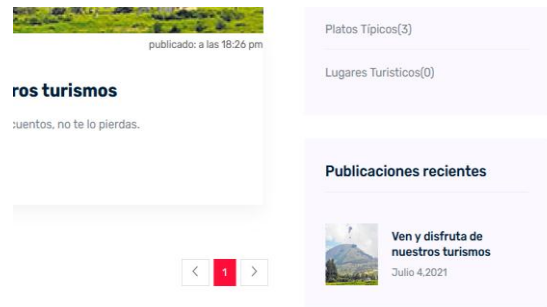 publicado: a las 18:26 pm
ros turismos
cuentos, no te lo pierdas.
1
Platos Típicos(3)
Lugares Turisticos(0)
Publicaciones recientes
Ven y disfruta de
nuestros turismos
Julio 4,2021